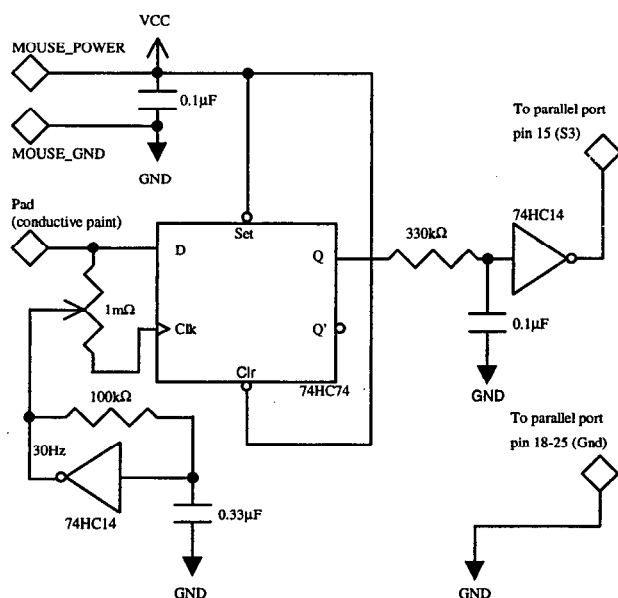 VCC
MOUSE_POWER
0.1µF
MOUSE_GND
GND
To parallel port
pin 15 (S3)
Pad
(conductive paint)
74HC14
330kΩ
Set
D
Q
1mΩ
Clk
Q'
0.1µF
Clr
74HC74
GND
100kΩ
30Hz
To parallel port
pin 18-25 (Gnd)
74HC14
0.33µF
GND
GND